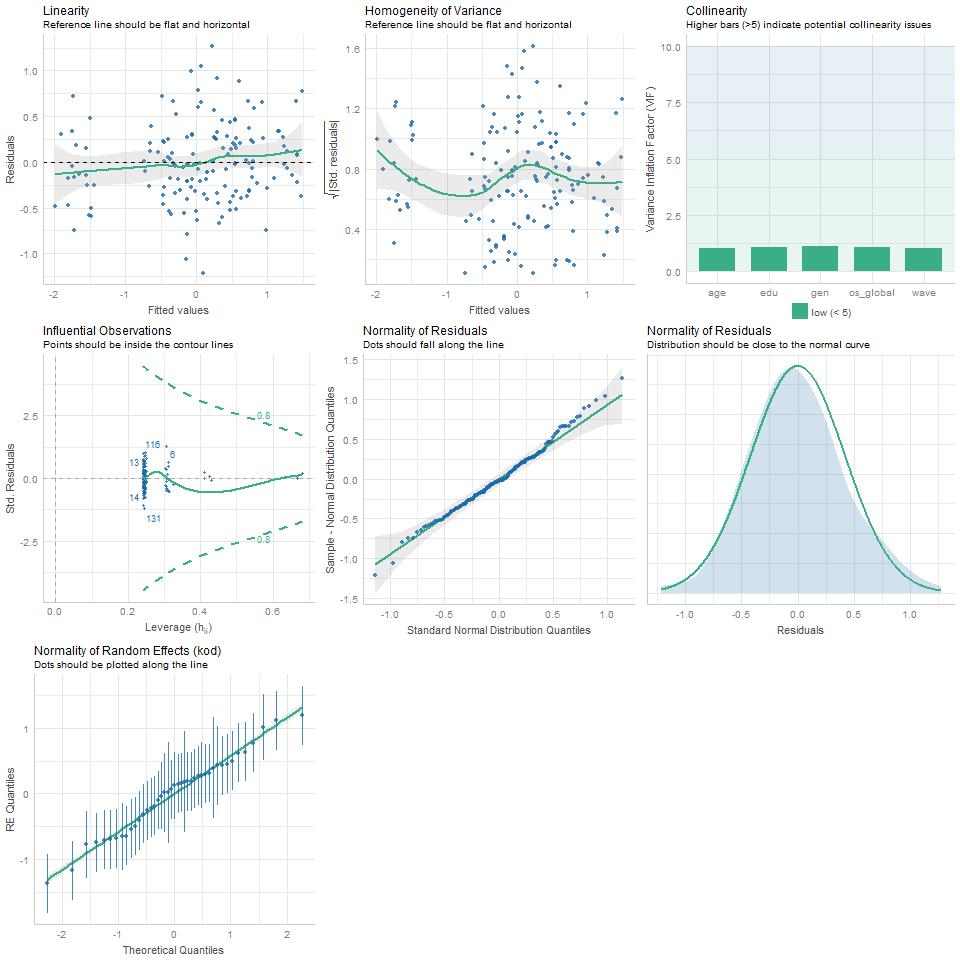 Linearity
Reference line should be flat and horizontal
Residuals
1.0
0.5
0.0
-0.5
-1.0
-2
-1
0
1
Fitted values
Homogeneity of Variance
Reference line should be flat and horizontal
√|Std. residuals|
1.6
1.2
0.8
0.4
-2
-1
0
1
Fitted values
Collinearity
Higher bars (>5) indicate potential collinearity issues
Variance Inflation Factor (VIF)
10.0
7.5
5.0
2.5
0.0
age
edu
gen
os_global
wave
low (< 5)
Influential Observations
Points should be inside the contour lines
Std. Residuals
2.5
0.0
-2.5
0.8
116
6
13
14
131
0.8
0.0
0.2
0.4
0.6
Leverage (hii)
Normality of Residuals
Dots should fall along the line
Sample - Normal Distribution Quantiles
1.5
1.0
0.5
0.0
-0.5
-1.0
-1.5
-1.0
-0.5
0.0
0.5
1.0
Standard Normal Distribution Quantiles
Normality of Residuals
Distribution should be close to the normal curve
-1.0
-0.5
0.0
0.5
1.0
Residuals
Normality of Random Effects (kod)
Dots should be plotted along the line
RE Quantiles
1
0
-1
-2
-1
0
1
2
Theoretical Quantiles